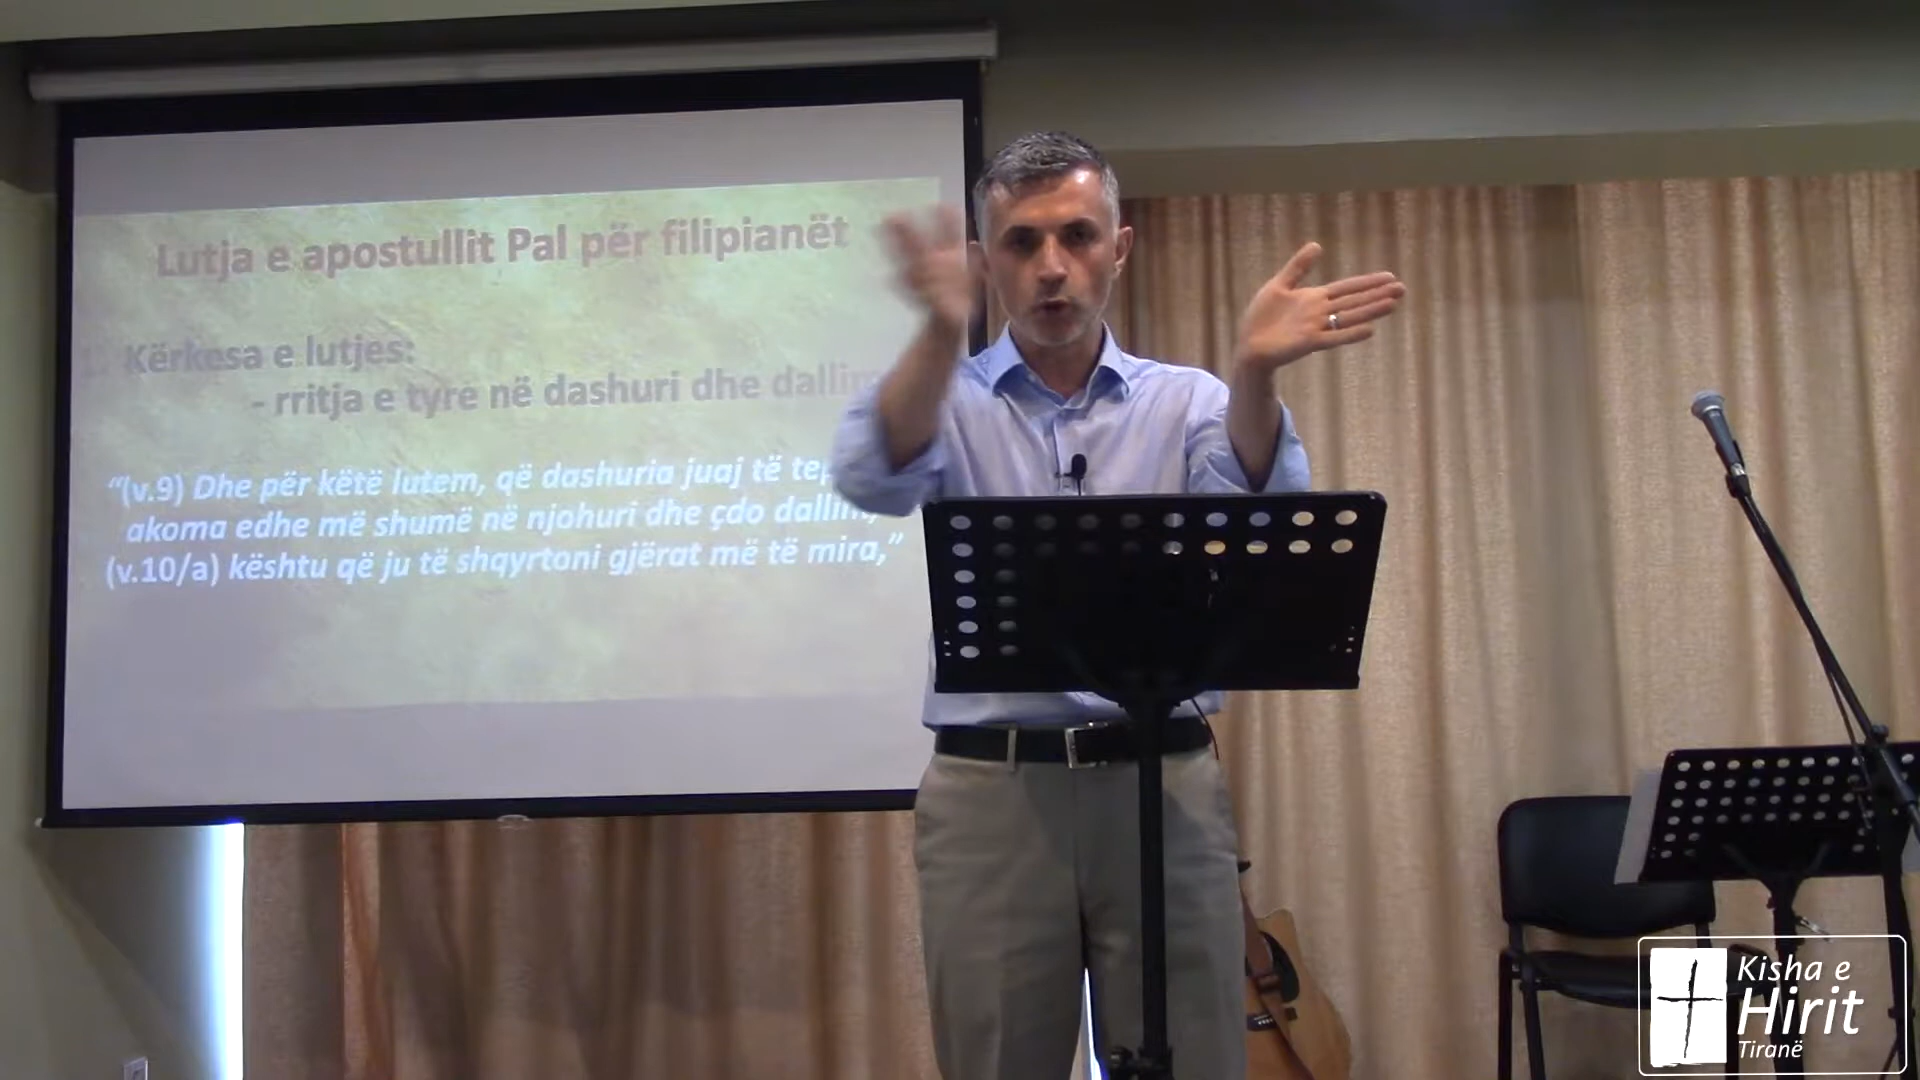 Lutja e apostullit Pal për filipianët
1. Kërkesa e lutjes:
- rritja e tyre në dashuri dhe
“(v.9) Dhe për këtë lutem, që dashuria juaj të
akoma edhe më shumë në njohuri dhe çdo
(v.10/a) kështu që ju të shqyrtoni gjërat më të mira,”
Kisha e
Hirit
Tiranë